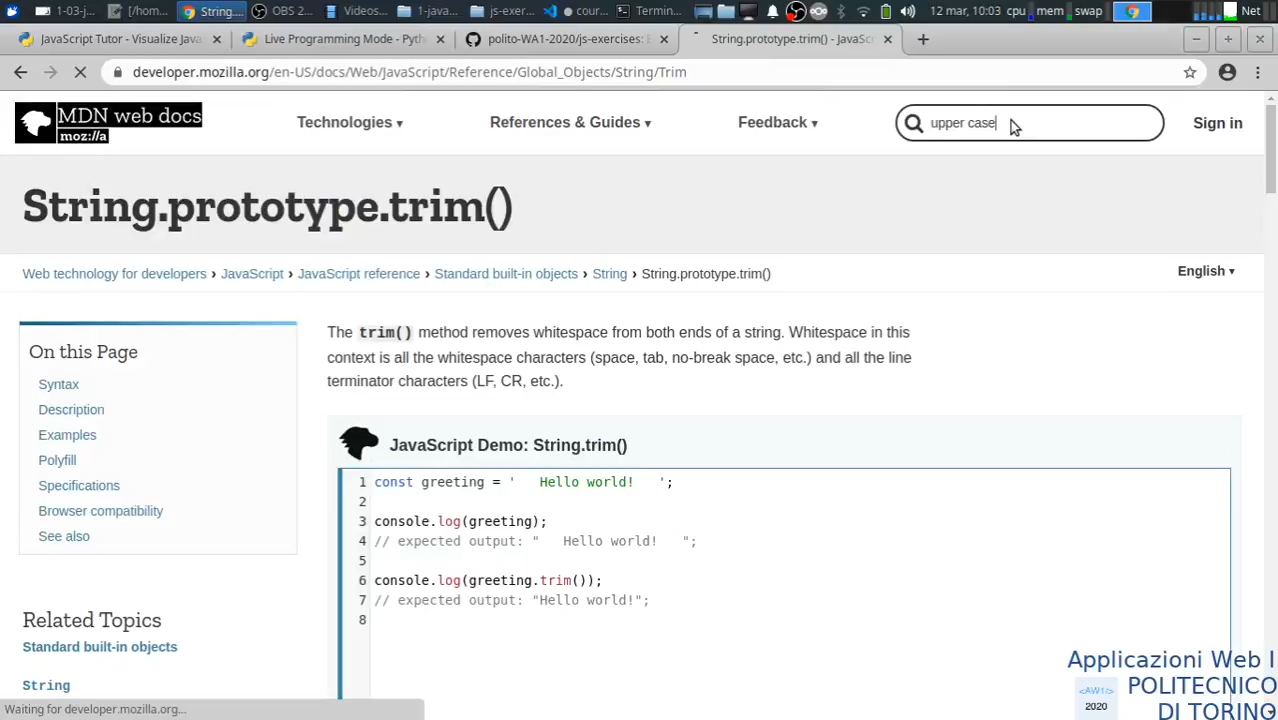 1-03-j
[/hom
String...
OBS 2...
Videos...
1-java
js-exer
cour...
Termin...
12 mar, 10:03
cpu
mem
swap
Net
JavaScript Tutor - Visualize Java
Live Programming Mode - Pyth
polito-WA1-2020/js-exercises: E
String.prototype.trim() - JavaSc
developer.mozilla.org/en-US/docs/Web/JavaScript/Reference/Global_Objects/String/Trim
MDN web docs
moz://a
Technologies ▾
References & Guides ▾
Feedback ▾
upper case
Sign in
String.prototype.trim()
Web technology for developers › JavaScript › JavaScript reference › Standard built-in objects › String › String.prototype.trim()
English ▾
On this Page
Syntax
Description
Examples
Polyfill
Specifications
Browser compatibility
See also
Related Topics
Standard built-in objects
String
The trim() method removes whitespace from both ends of a string. Whitespace in this
context is all the whitespace characters (space, tab, no-break space, etc.) and all the line
terminator characters (LF, CR, etc.).
JavaScript Demo: String.trim()
1 const greeting = '   Hello world!   ';
2
3 console.log(greeting);
4 // expected output: "   Hello world!   ";
5
6 console.log(greeting.trim());
7 // expected output: "Hello world!";
8
Waiting for developer.mozilla.org...
Applicazioni Web I
<AW1/>
2020
POLITECNICO
DI TORINO